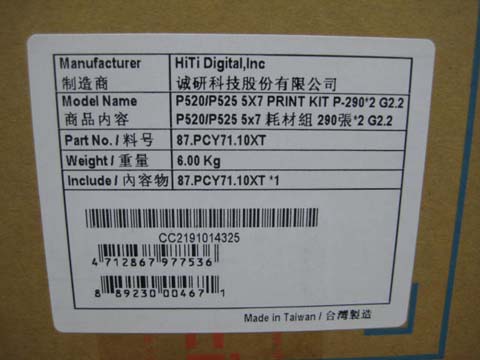 Manufacturer HiTi Digital,Inc
制造商 诚研科技股份有限公司
Model Name P520/P525 5X7 PRINT KIT P-290*2 G2.2
商品內容 P520/P525 5x7 耗材組 290張*2 G2.2
Part No. / 料号 87.PCY71.10XT
Weight / 重量 6.00 Kg
Include / 內容物 87.PCY71.10XT *1
CC2191014325
4 712867 977536
8 89230 00467 1
Made in Taiwan / 台灣製造